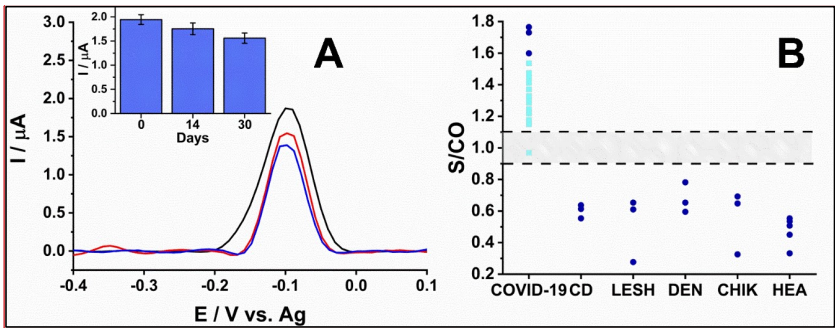 A
I / μA
3.0
2.5
2.0
1.5
1.0
0.5
0.0
-0.4 -0.3 -0.2 -0.1 0.0 0.1
E / V vs. Ag
I / μA
2.0
1.5
1.0
0.5
0.0
0 14 30
Days
B
S/CO
1.8
1.6
1.4
1.2
1.0
0.8
0.6
0.4
0.2
COVID-19 CD LESH DEN CHIK HEA